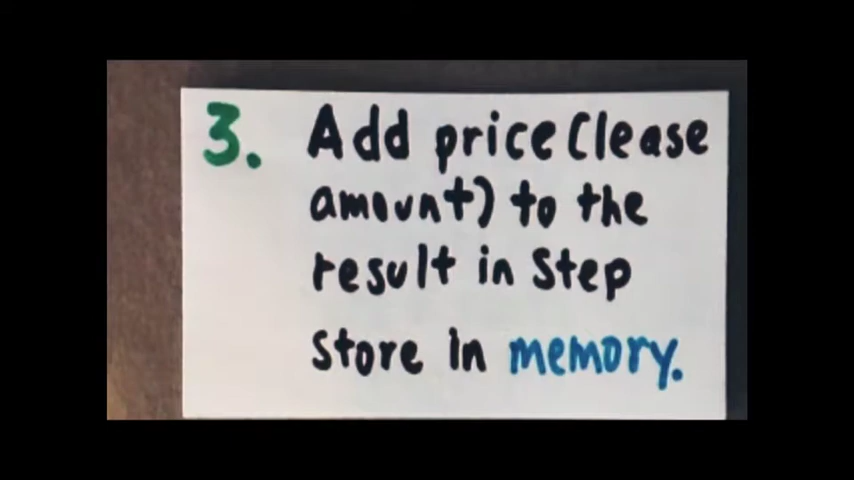 3. Add price (lease
amount) to the
result in Step
store in memory.